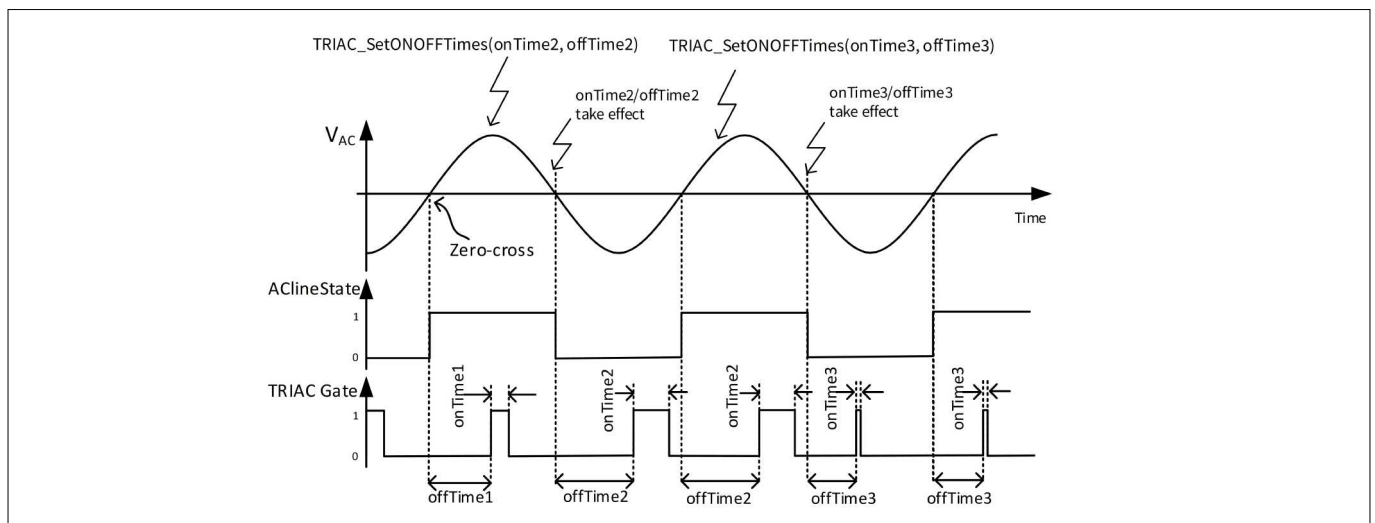 TRIAC_SetONOFFTimes(onTime2, offTime2)
TRIAC_SetONOFFTimes(onTime3, offTime3)
onTime2/offTime2
take effect
onTime3/offTime3
take effect
VAC
Time
Zero-cross
AClineState
1
0
TRIAC Gate
1
0
onTime1
onTime2
onTime2
onTime3
onTime3
offTime1
offTime2
offTime2
offTime3
offTime3